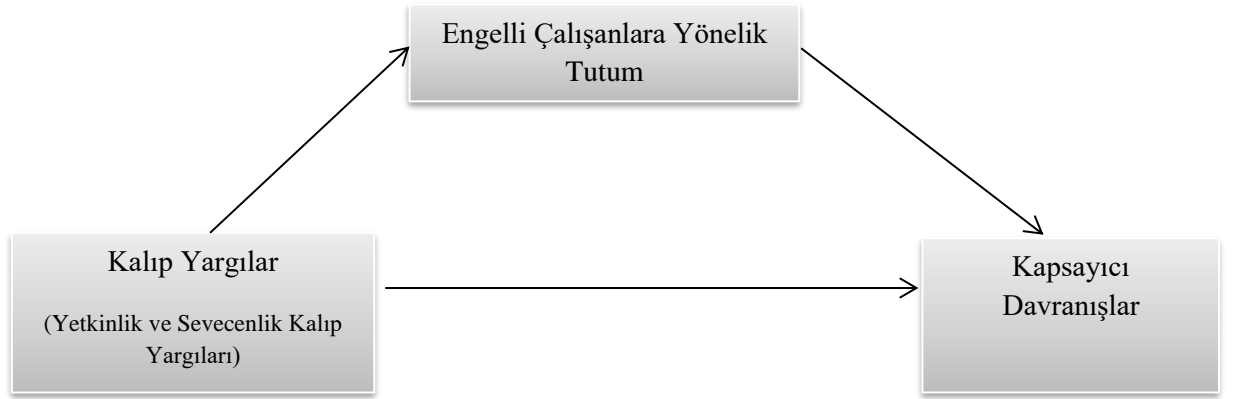 Engelli Çalışanlara Yönelik
Tutum
Kalıp Yargılar
(Yetkinlik ve Sevecenlik Kalıp
Yargıları)
Kapsayıcı
Davranışlar